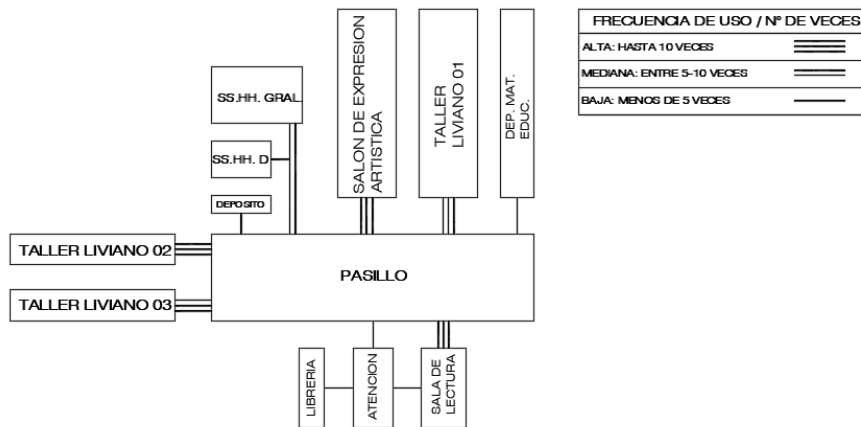 FRECUENCIA DE USO / Nº DE VECES
ALTA: HASTA 10 VECES
MEDIANA: ENTRE 5-10 VECES
BAJA: MENOS DE 5 VECES
SS.HH. GRAL.
SS.HH. D
DEPOSITO
SALON DE EXPRESION
ARTISTICA
TALLER
LIVIANO 01
DEP. MAT.
EDUC.
TALLER LIVIANO 02
TALLER LIVIANO 03
PASILLO
LIBRERIA
ATENCION
SALA DE
LECTURA